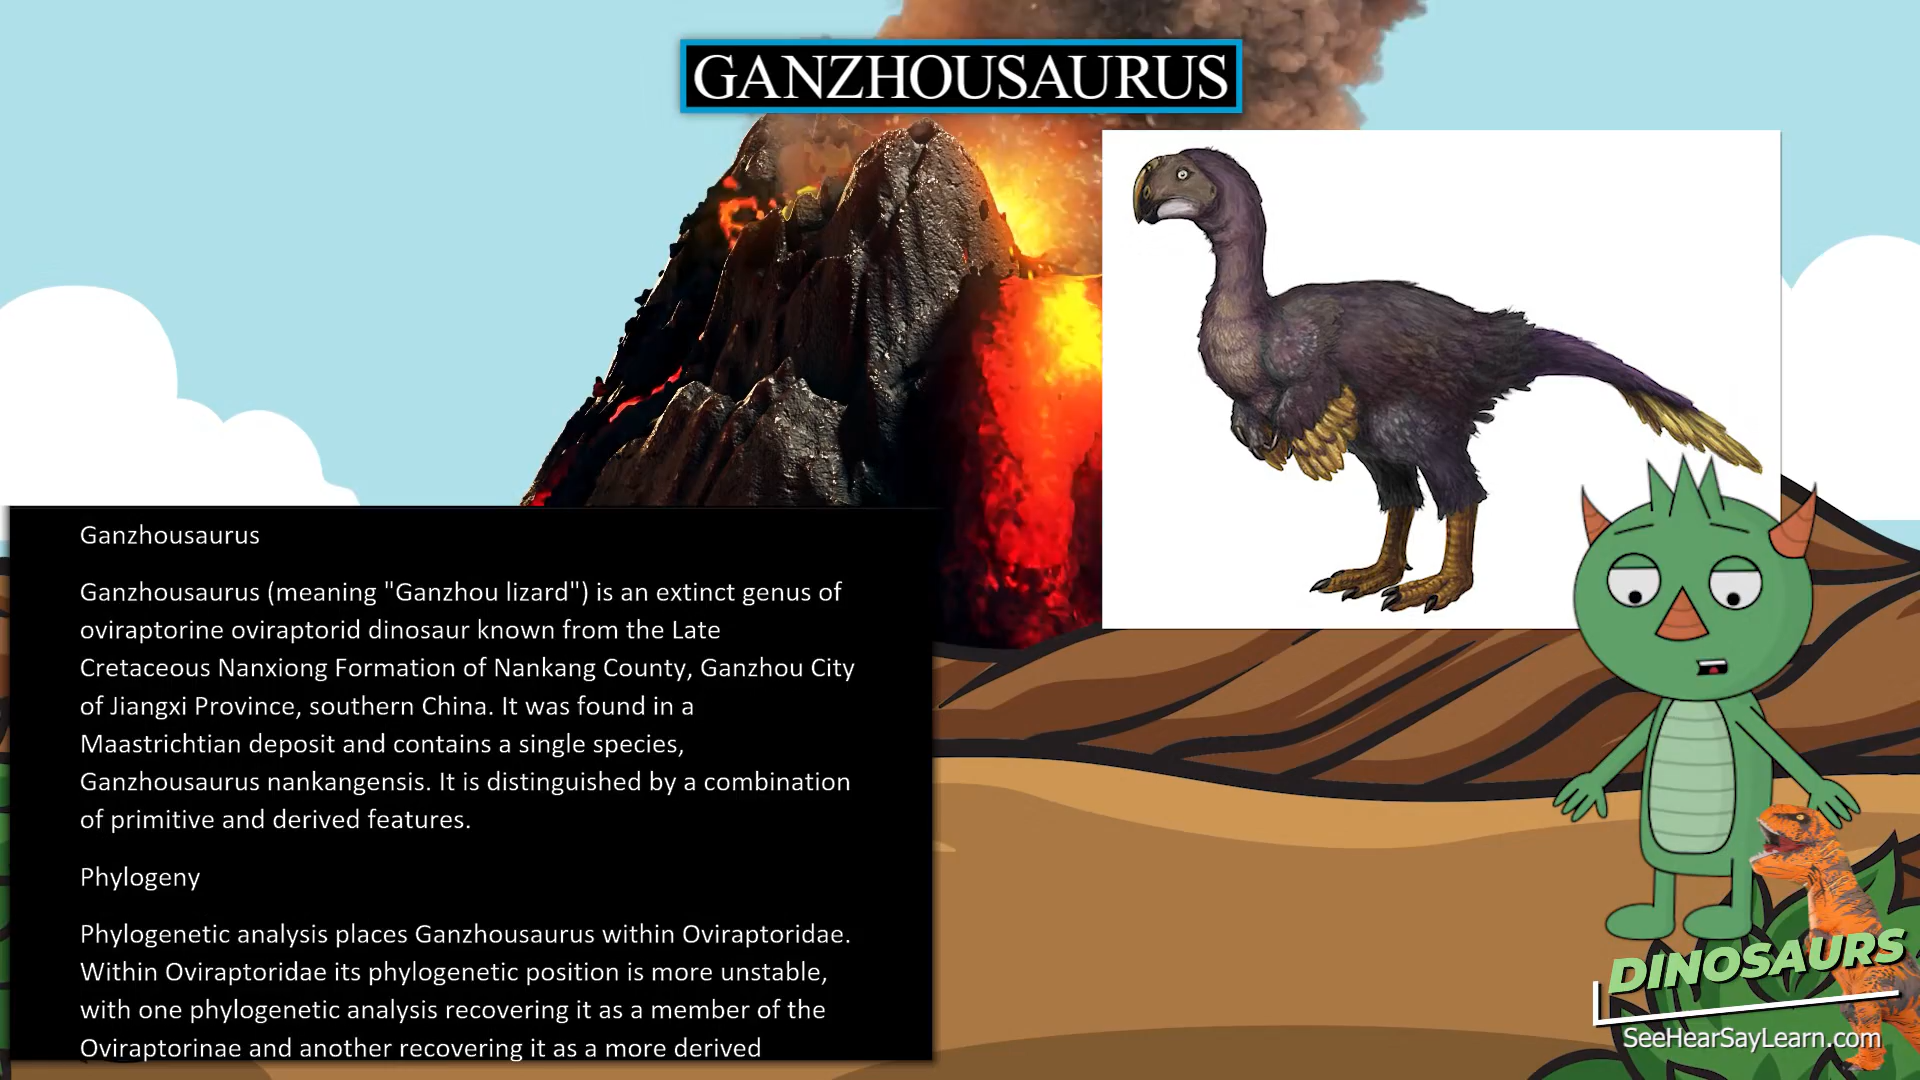 GANZHOUSAURUS
Ganzhousaurus
Ganzhousaurus (meaning "Ganzhou lizard") is an extinct genus of
oviraptorine oviraptorid dinosaur known from the Late
Cretaceous Nanxiong Formation of Nankang County, Ganzhou City
of Jiangxi Province, southern China. It was found in a
Maastrichtian deposit and contains a single species,
Ganzhousaurus nankangensis. It is distinguished by a combination
of primitive and derived features.
Phylogeny
Phylogenetic analysis places Ganzhousaurus within Oviraptoridae.
Within Oviraptoridae its phylogenetic position is more unstable,
with one phylogenetic analysis recovering it as a member of the
Oviraptorinae and another recovering it as a more derived
DINOSAURS
SeeHearSayLearn.com